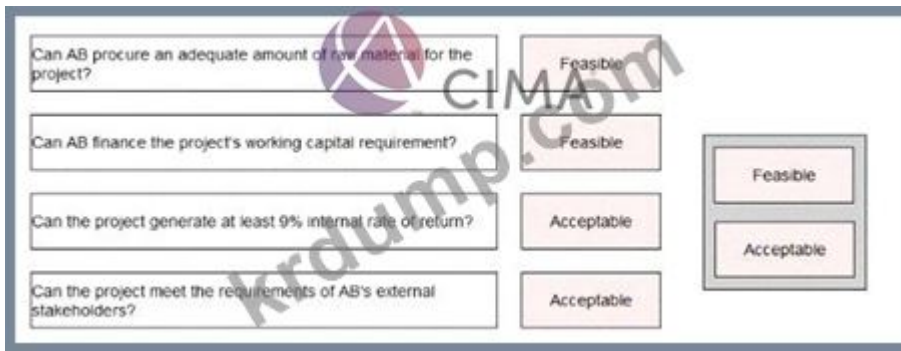 Can AB procure an adequate amount of raw material for the
project?
Feasible
CIMA
Can AB finance the project's working capital requirement?
Feasible
Feasible
Can the project generate at least 9% internal rate of return?
Acceptable
Acceptable
Can the project meet the requirements of AB's external
stakeholders?
Acceptable
krdump.com